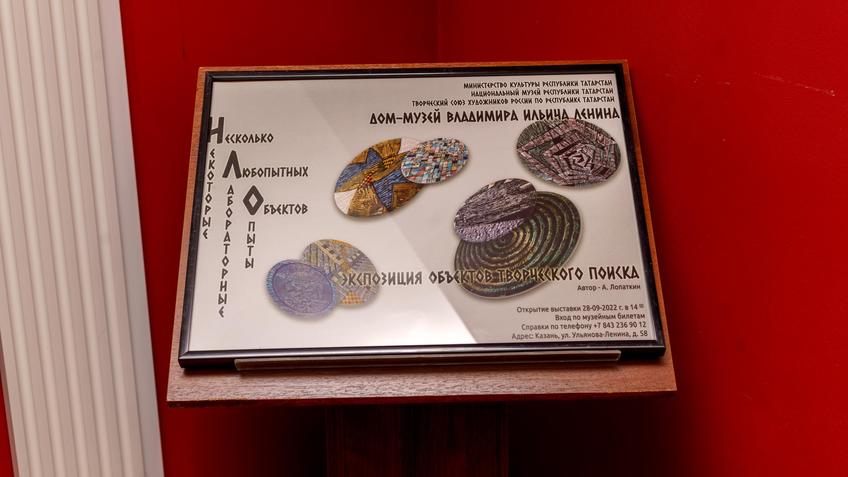 МИНИСТЕРСТВО КУЛЬТУРЫ РЕСПУБЛИКИ ТАТАРСТАН
НАЦИОНАЛЬНЫЙ МУЗЕЙ РЕСПУБЛИКИ ТАТАРСТАН
ТВОРЧЕСКИЙ СОЮЗ ХУДОЖНИКОВ РОССИИ ПО РЕСПУБЛИКЕ ТАТАРСТАН
ДОМ-МУЗЕЙ ВЛАДИМИРА ИЛЬИЧА ЛЕНИНА
НЕСКОЛЬКО
ЛЮБОПЫТНЫХ
ОБЪЕКТОВ
НЕКОТОРЫЕ
ЛАБОРАТОРНЫЕ
ОПЫТЫ
ЭКСПОЗИЦИЯ ОБЪЕКТОВ ТВОРЧЕСКОГО ПОИСКА
Автор - А. Лопаткин
Открытие выставки 28-09-2022 г. в 14 00
Вход по музейным билетам
Справки по телефону +7 843 236 90 12
Адрес: Казань, ул. Ульянова-Ленина, д. 58